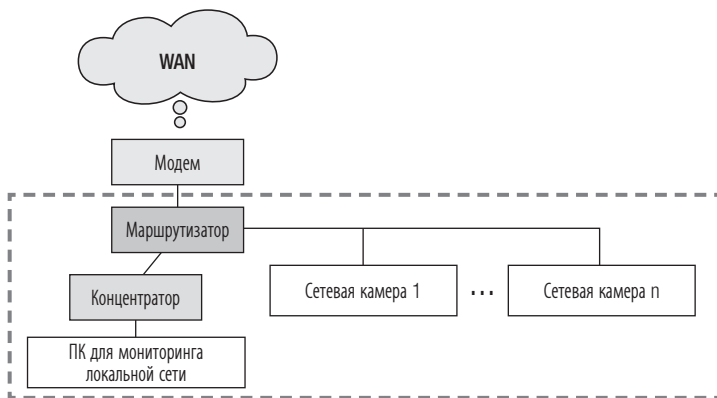 WAN
Модем
Маршрутизатор
Концентратор
Сетевая камера 1
...
Сетевая камера n
ПК для мониторинга
локальной сети